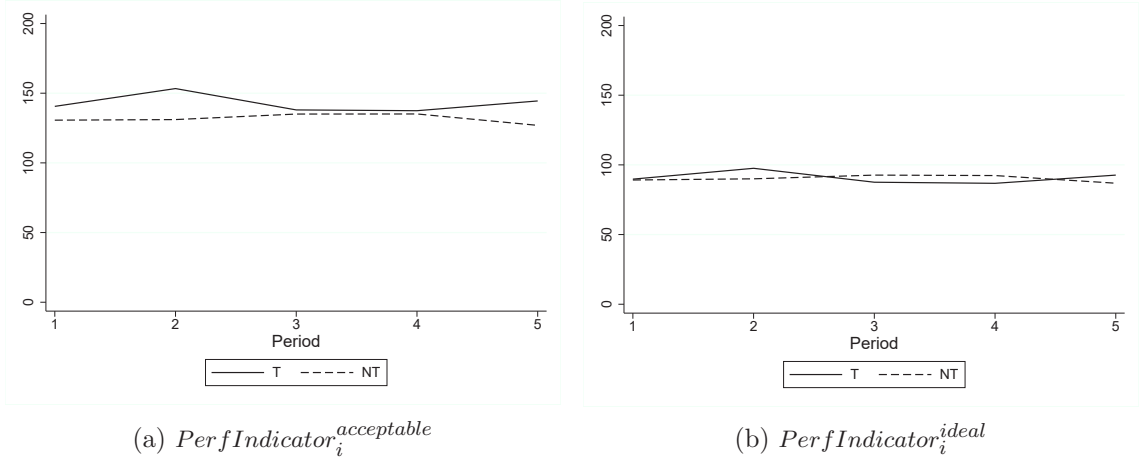 200
150
100
50
0
1 2 3 4 5
Period
T NT
(a) PerfIndicator_i^{acceptable}
200
150
100
50
0
1 2 3 4 5
Period
T NT
(b) PerfIndicator_i^{ideal}